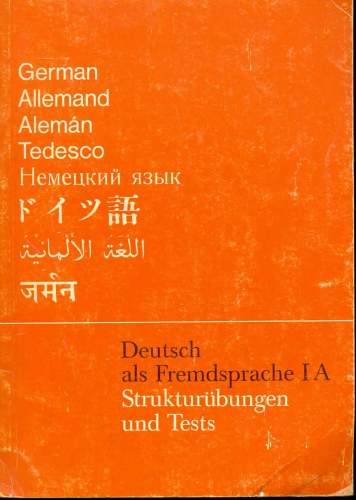 German
Allemand
Alemán
Tedesco
Немецкий язык
ドイツ語
اللغة الألمانية
जर्मन
Deutsch
als Fremdsprache IA
Strukturübungen
und Tests